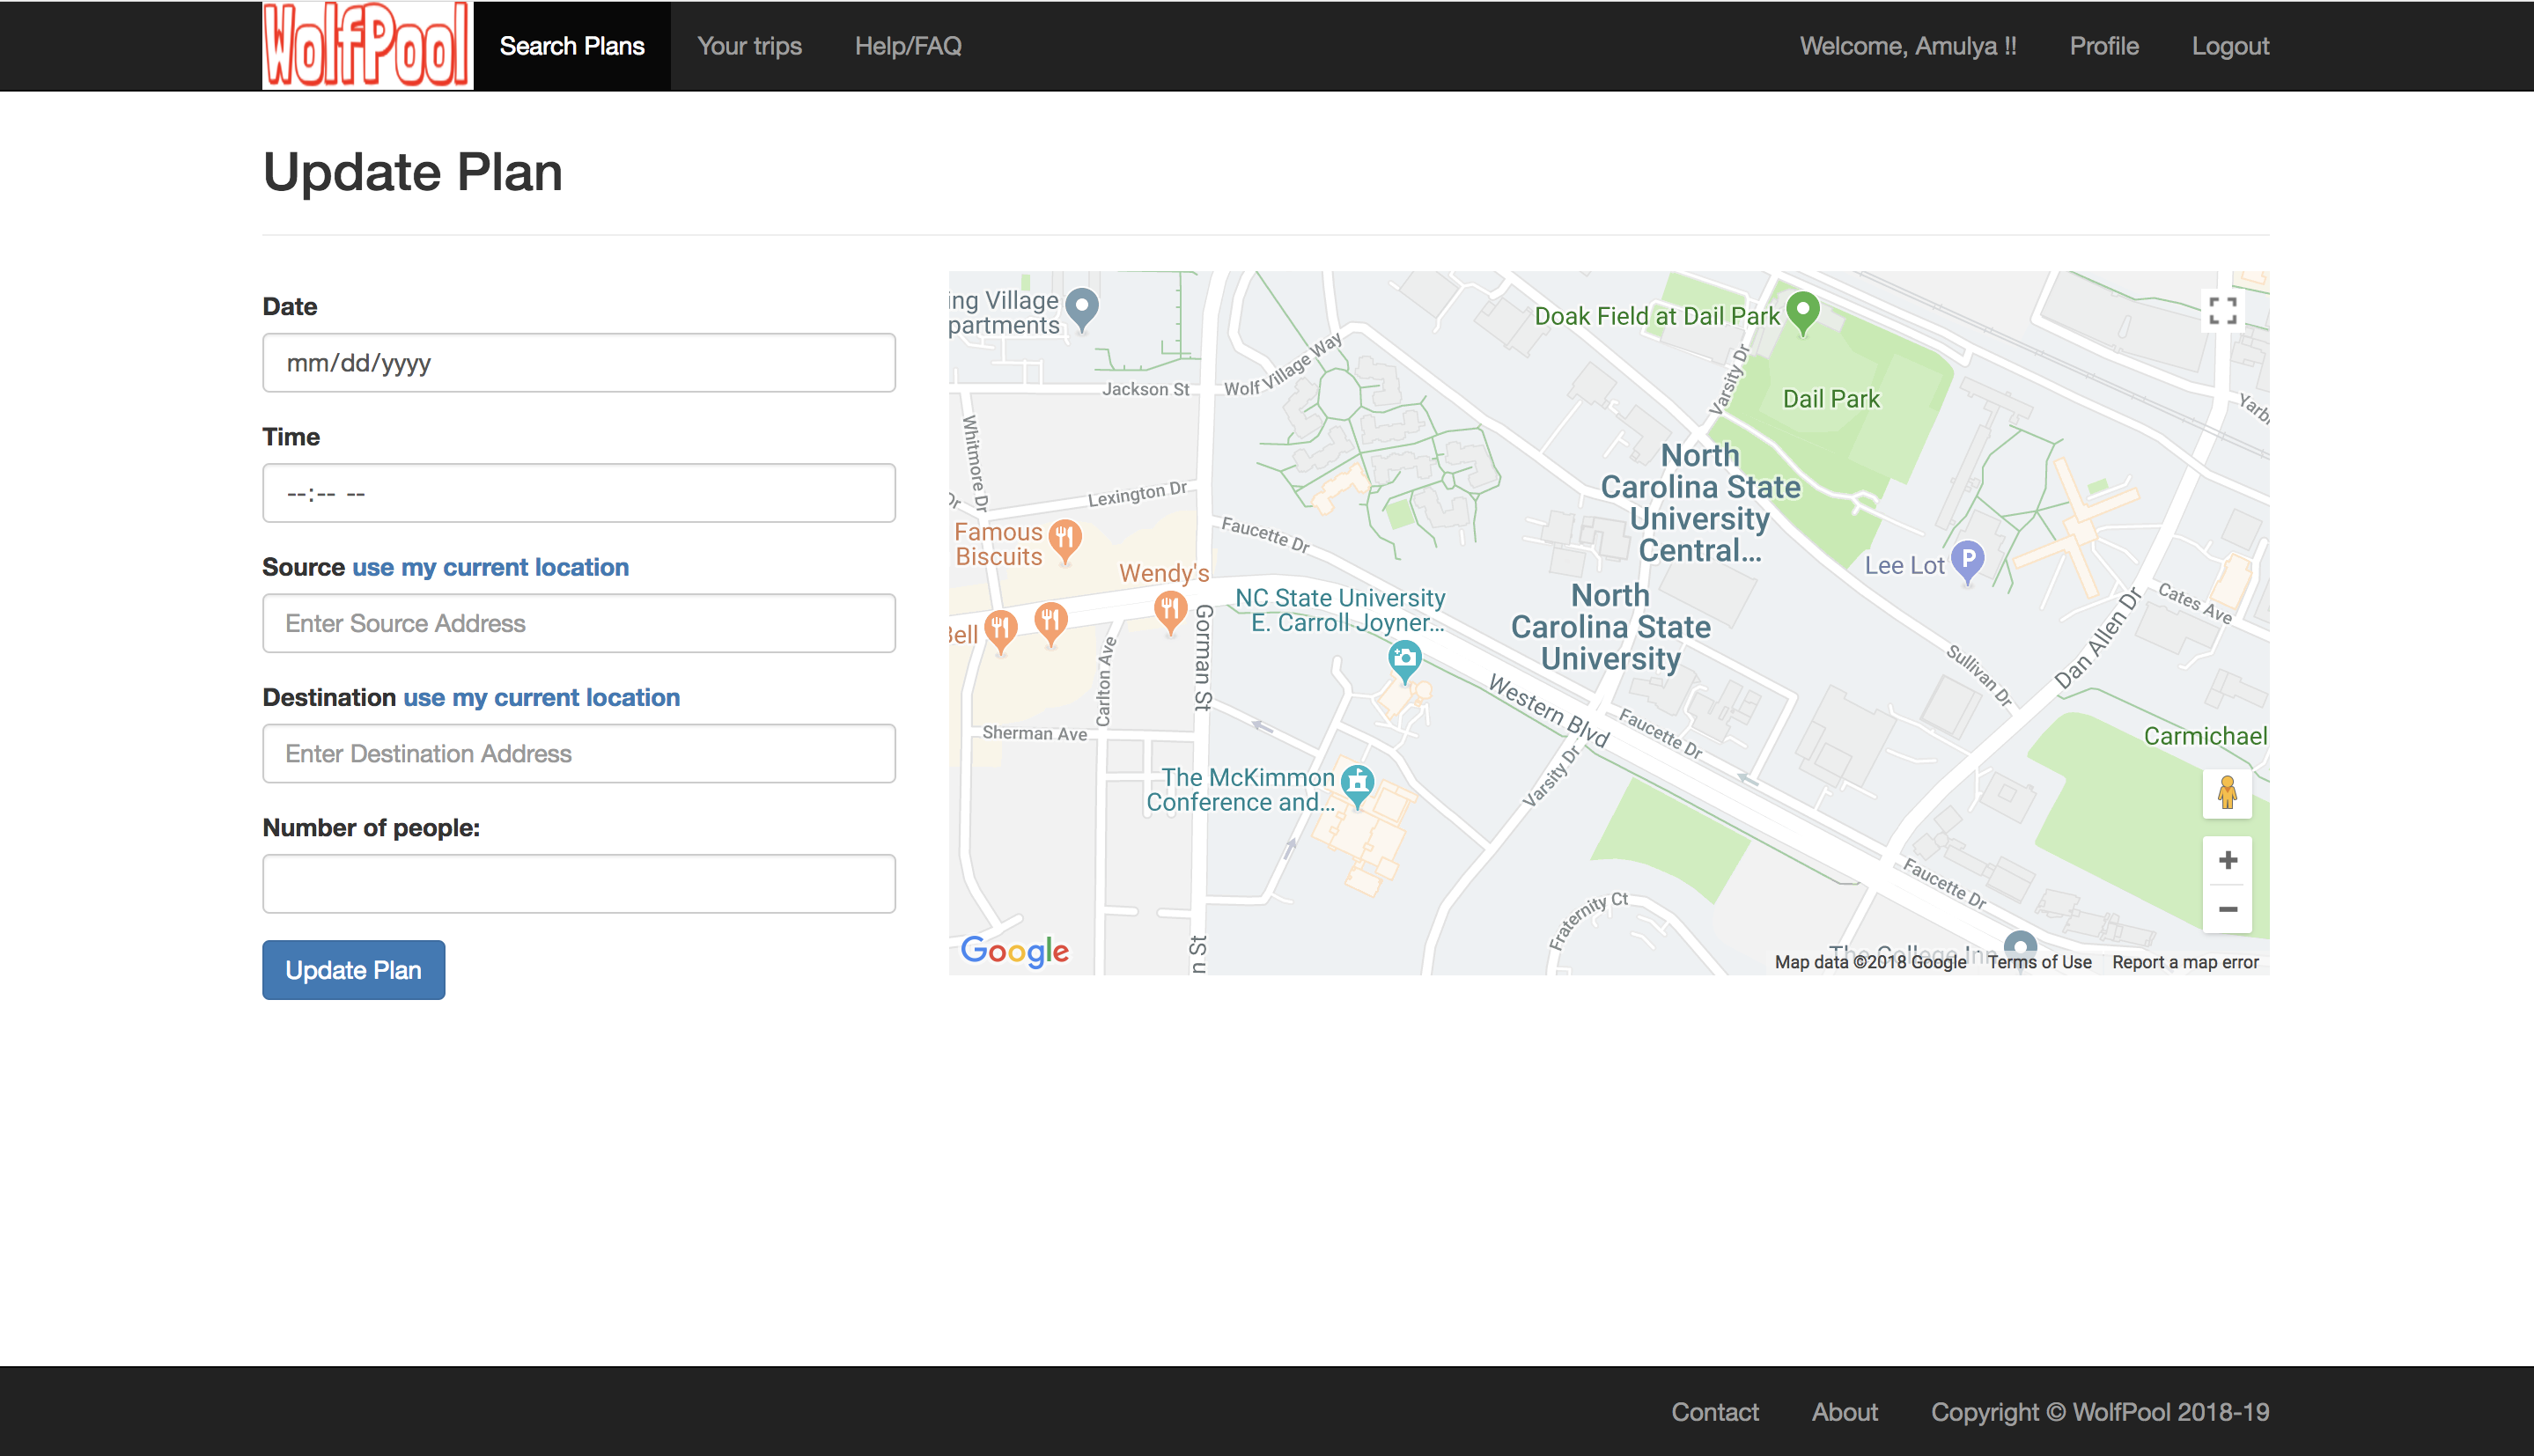 WolfPool
Search Plans
Your trips
Help/FAQ
Welcome, Amulya !!
Profile
Logout
Update Plan
Date
mm/dd/yyyy
Time
--:-- --
Source use my current location
Enter Source Address
Destination use my current location
Enter Destination Address
Number of people:
Update Plan
ing Village
partments
Doak Field at Dail Park
Jackson St
Wolf Village Way
Varsity Dr
Dail Park
Yarb
Whitmore Dr
North
Carolina State
University
Central...
Lexington Dr
Dr
Faucette Dr
Famous
Biscuits
Lee Lot
P
Wendy's
NC State University
E. Carroll Joyner...
North
Carolina State
University
Cates Ave
Bell
Gorman St
Carlton Ave
Sullivan Dr
Dan Allen Dr
Western Blvd
Sherman Ave
Faucette Dr
Carmichael
Varsity Dr
The McKimmon
Conference and...
Faucette Dr
Fraternity Ct
n St
The College Inn
Google
Map data ©2018 Google
Terms of Use
Report a map error
Contact
About
Copyright © WolfPool 2018-19